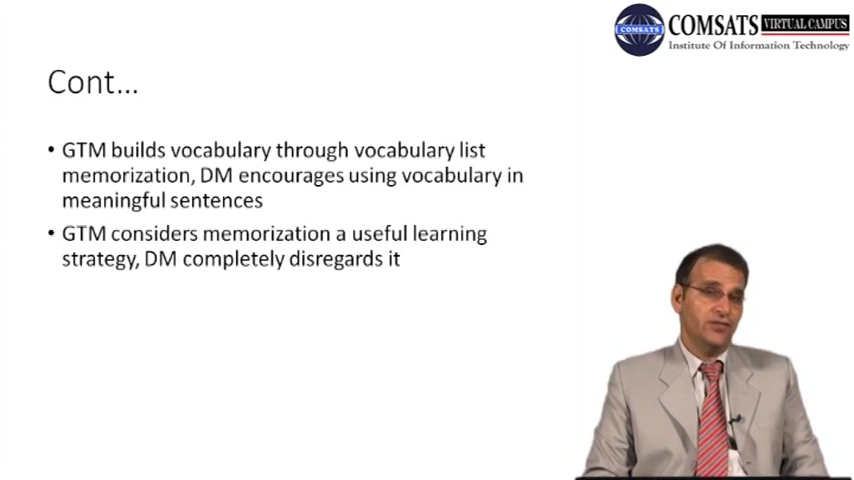 COMSATS
COMSATS VIRTUAL CAMPUS
Institute Of Information Technology
Cont...
• GTM builds vocabulary through vocabulary list
memorization, DM encourages using vocabulary in
meaningful sentences
• GTM considers memorization a useful learning
strategy, DM completely disregards it